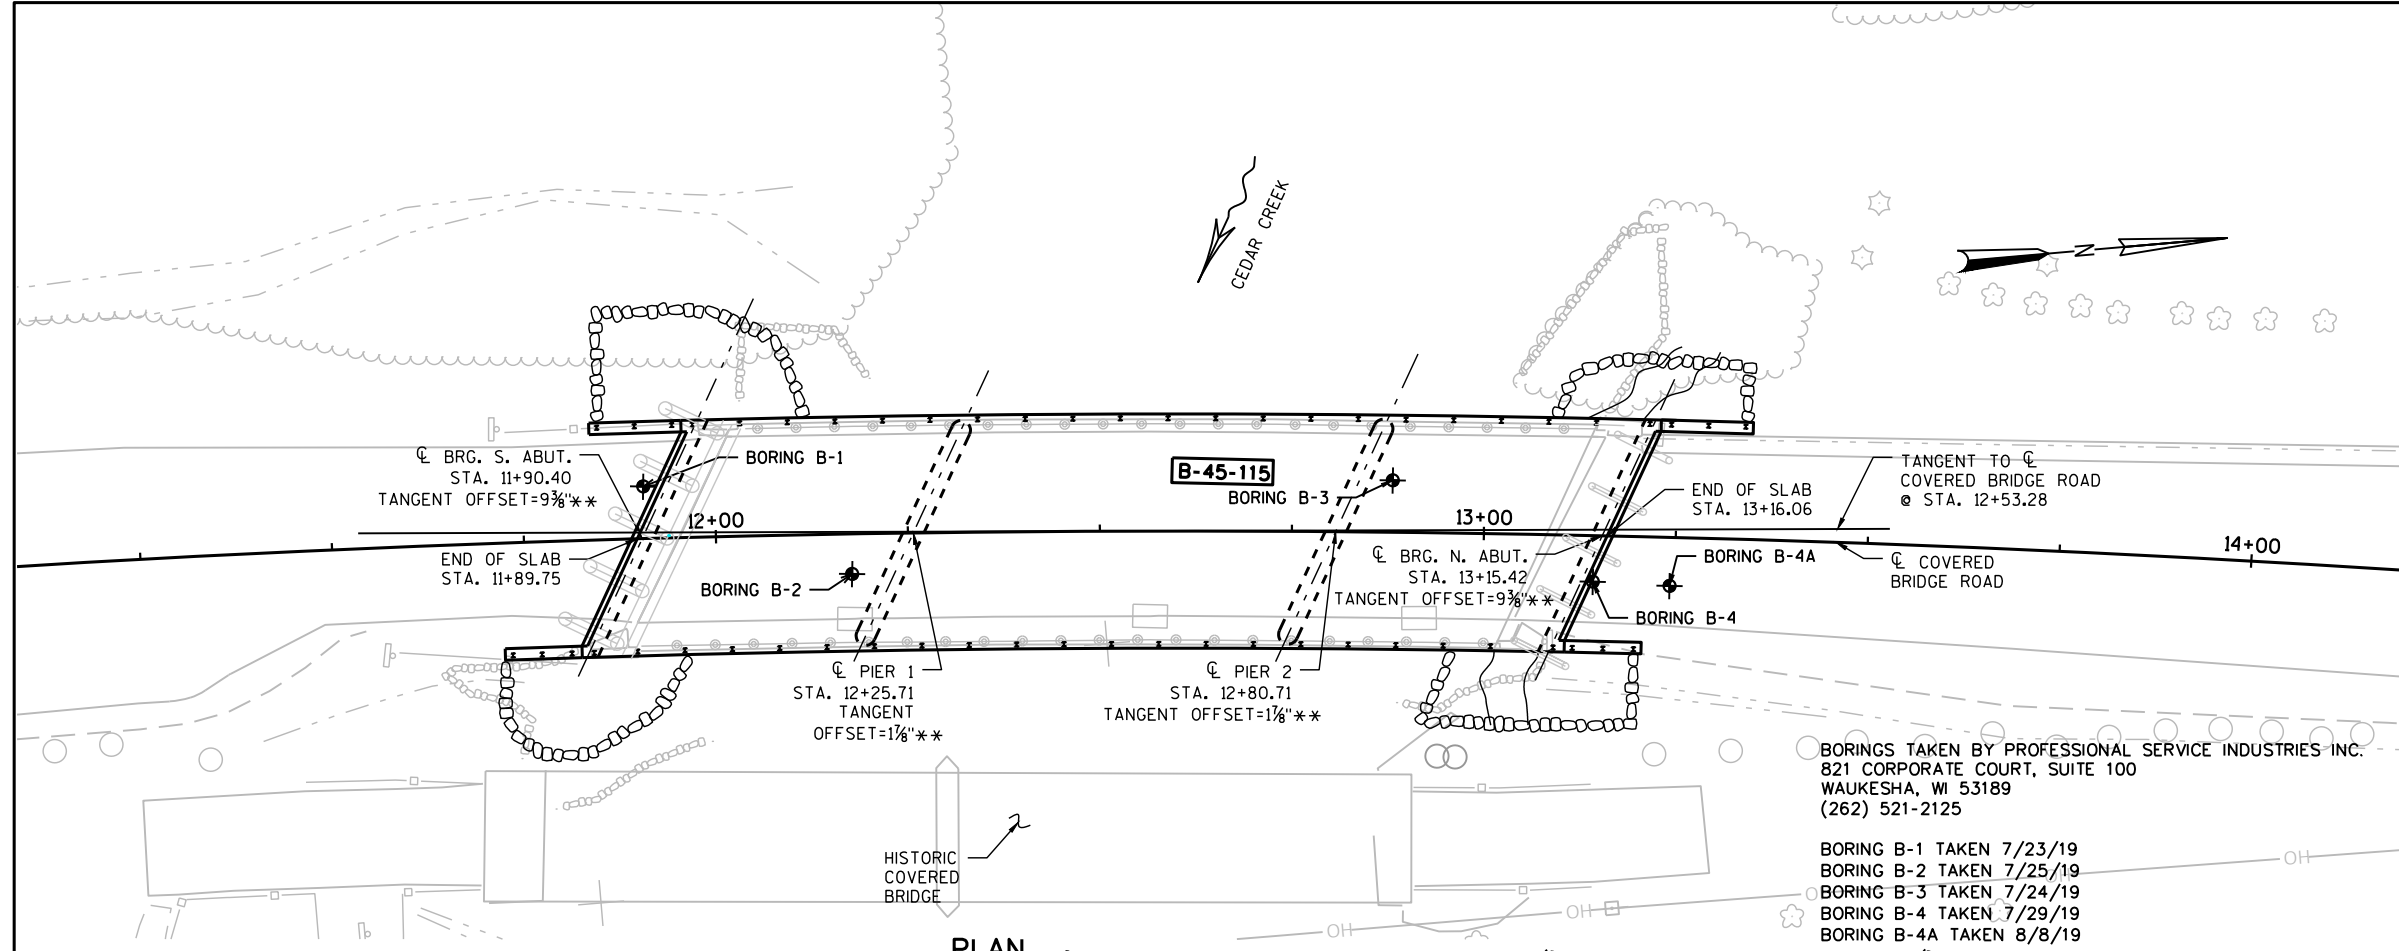 CEDAR CREEK
N
℄ BRG. S. ABUT.
STA. 11+90.40
TANGENT OFFSET=9⅜"**
BORING B-1
B-45-115
BORING B-3
TANGENT TO ℄
COVERED BRIDGE ROAD
@ STA. 12+53.28
END OF SLAB
STA. 13+16.06
12+00
13+00
14+00
END OF SLAB
STA. 11+89.75
BORING B-2
℄ BRG. N. ABUT.
STA. 13+15.42
TANGENT OFFSET=9⅜"**
BORING B-4A
℄ COVERED
BRIDGE ROAD
BORING B-4
℄ PIER 1
STA. 12+25.71
TANGENT
OFFSET=1⅞"**
℄ PIER 2
STA. 12+80.71
TANGENT OFFSET=1⅞"**
HISTORIC
COVERED
BRIDGE
BORINGS TAKEN BY PROFESSIONAL SERVICE INDUSTRIES INC.
821 CORPORATE COURT, SUITE 100
WAUKESHA, WI 53189
(262) 521-2125
BORING B-1 TAKEN 7/23/19
BORING B-2 TAKEN 7/25/19
BORING B-3 TAKEN 7/24/19
BORING B-4 TAKEN 7/29/19
BORING B-4A TAKEN 8/8/19
OH
OH
OH
OH
PLAN